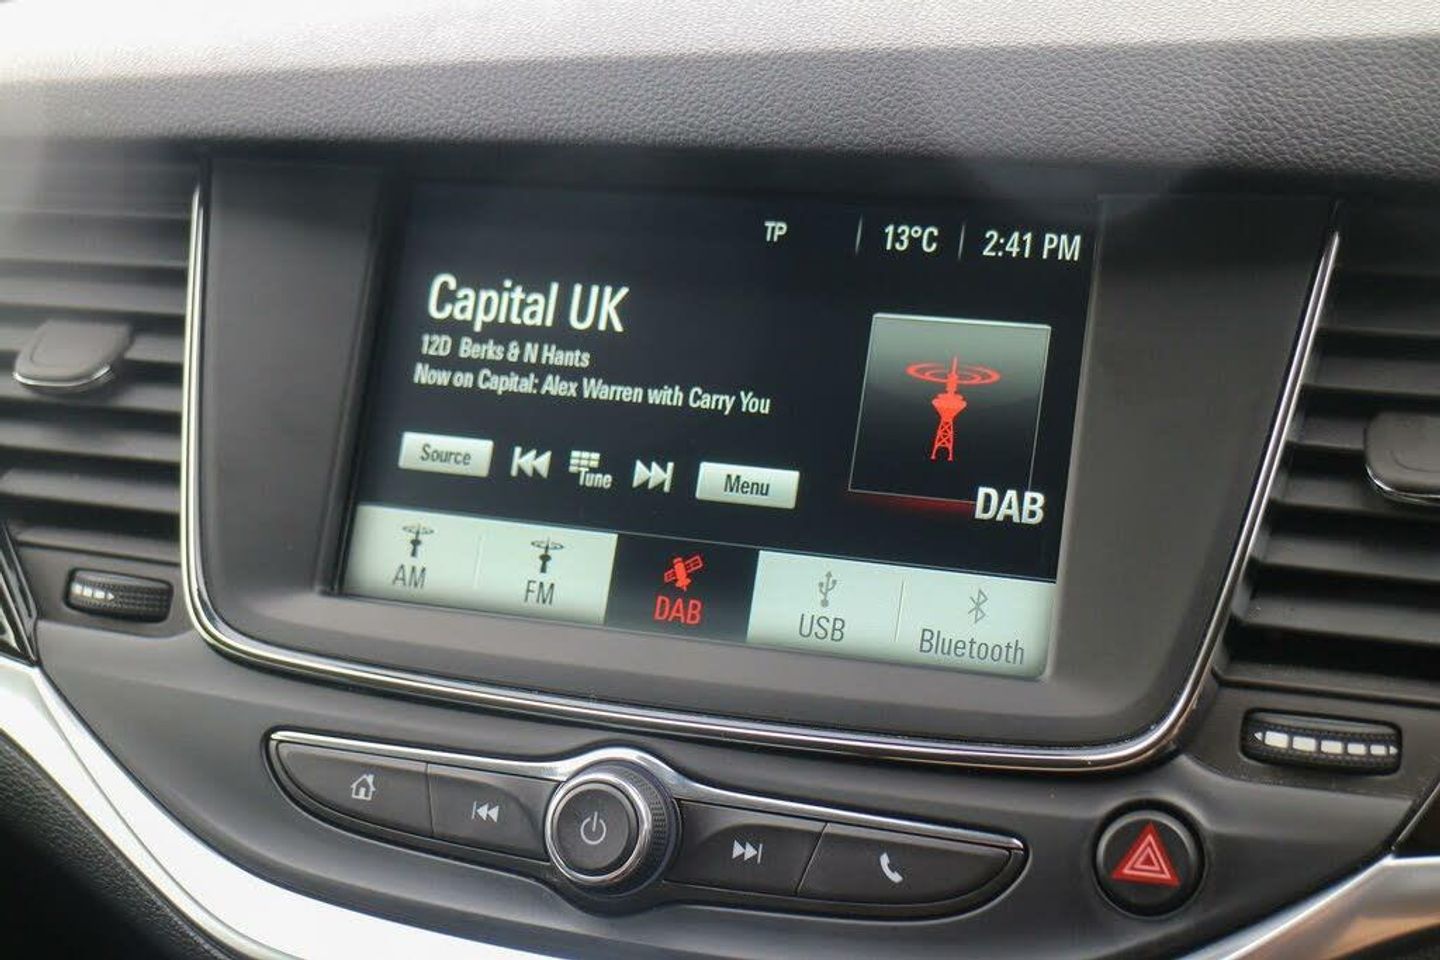 TP 13°C 2:41 PM
Capital UK
12D Berks & N Hants
Now on Capital: Alex Warren with Carry You
Source Tune Menu
DAB
AM FM DAB USB Bluetooth